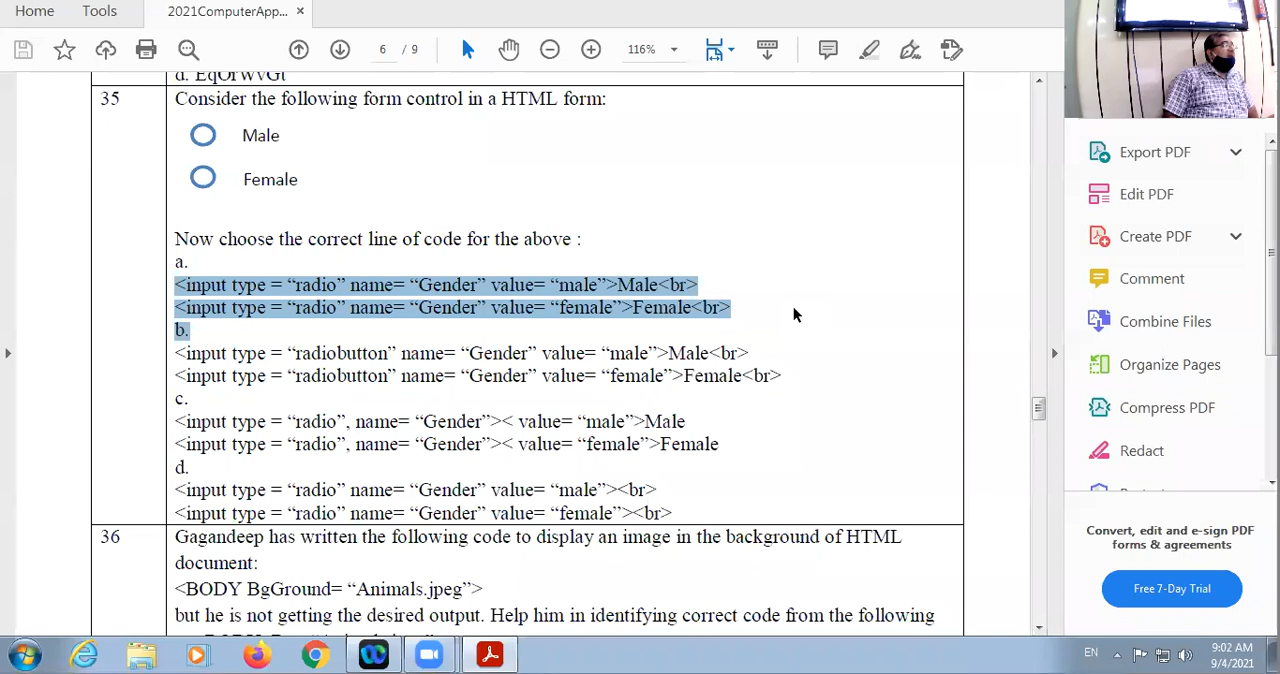 Home Tools 2021ComputerApp... ×
6 / 9 116%
d. EqOrWvGt
35 Consider the following form control in a HTML form:
Male
Female
Now choose the correct line of code for the above :
a.
<input type = “radio” name= “Gender” value= “male”>Male<br>
<input type = “radio” name= “Gender” value= “female”>Female<br>
b.
<input type = “radiobutton” name= “Gender” value= “male”>Male<br>
<input type = “radiobutton” name= “Gender” value= “female”>Female<br>
c.
<input type = “radio”, name= “Gender”>< value= “male”>Male
<input type = “radio”, name= “Gender”>< value= “female”>Female
d.
<input type = “radio” name= “Gender” value= “male”><br>
<input type = “radio” name= “Gender” value= “female”><br>
36 Gagandeep has written the following code to display an image in the background of HTML
document:
<BODY BgGround= “Animals.jpeg”>
but he is not getting the desired output. Help him in identifying correct code from the following
Export PDF
Edit PDF
Create PDF
Comment
Combine Files
Organize Pages
Compress PDF
Redact
Convert, edit and e-sign PDF
forms & agreements
Free 7-Day Trial
EN
9:02 AM
9/4/2021